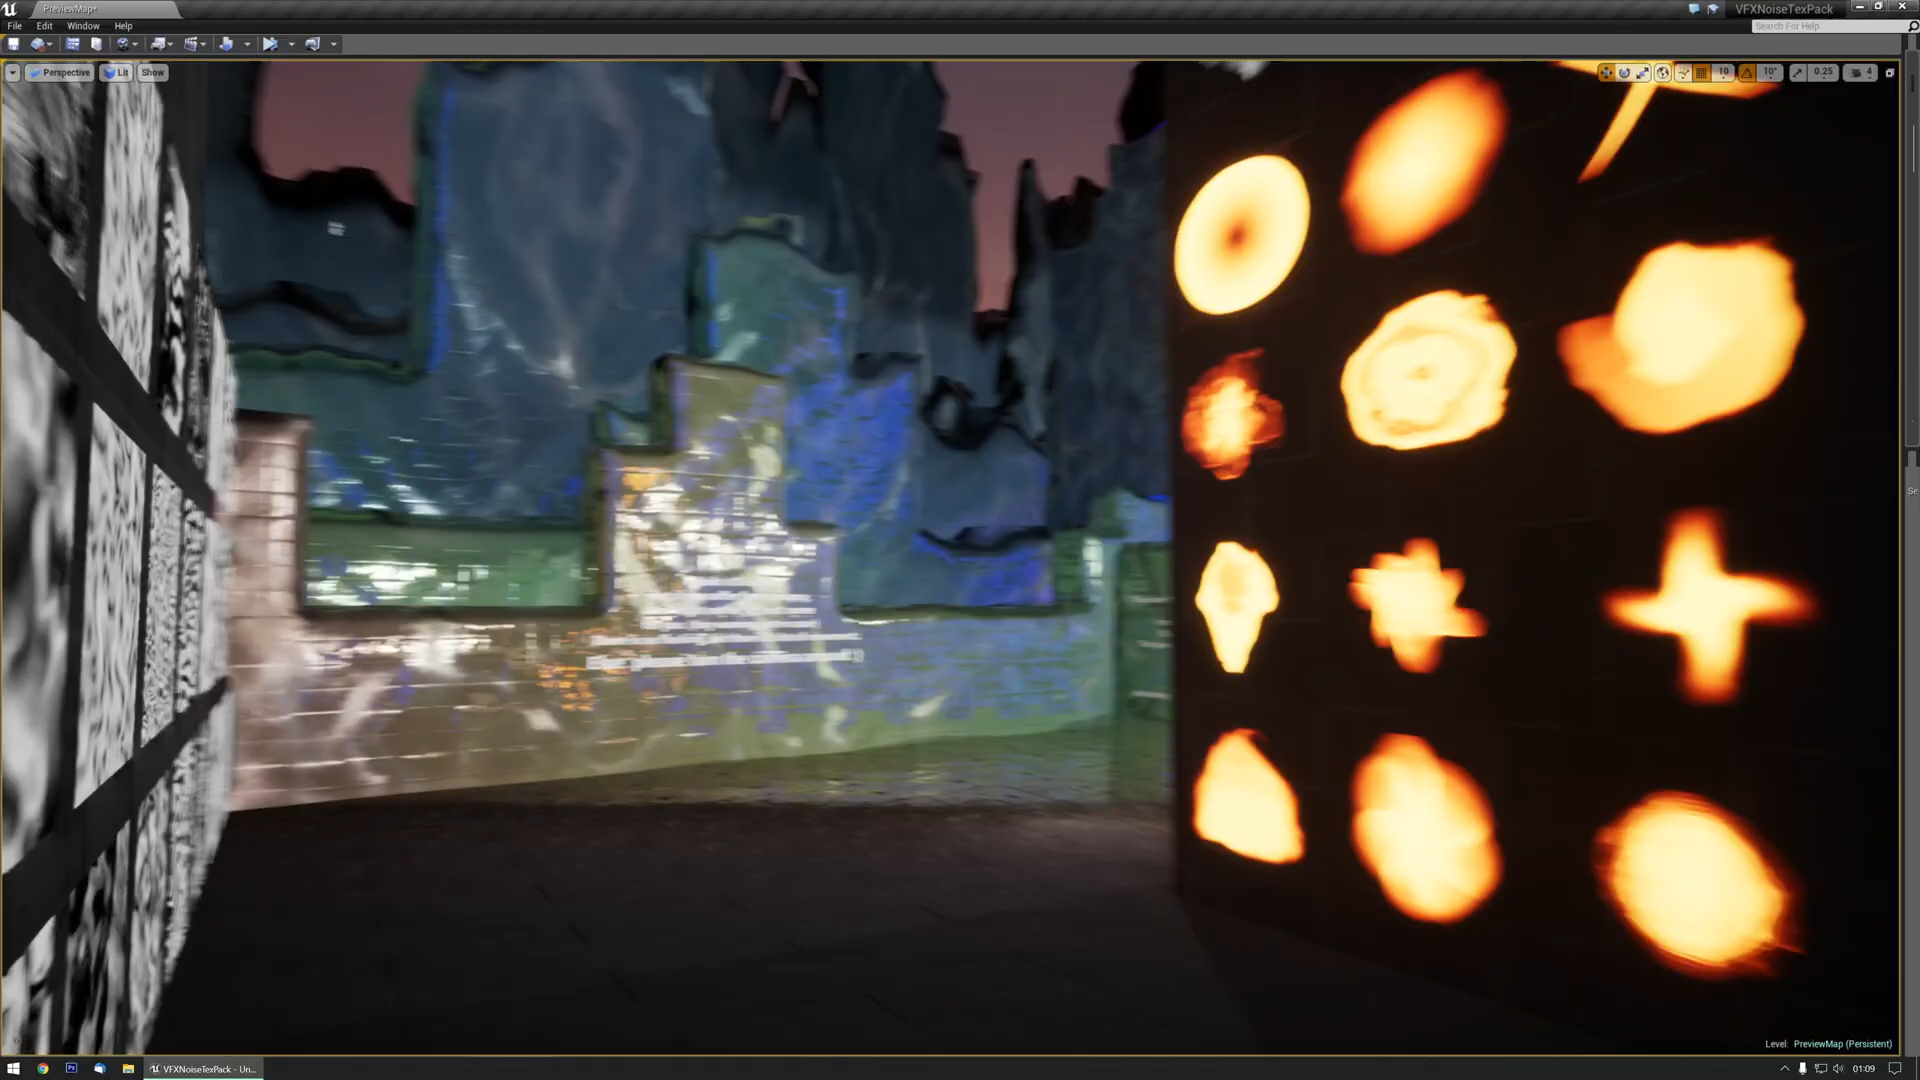 PreviewMap*
VFXNoiseTexPack
File Edit Window Help
Search For Help
Perspective Lit Show
10 10° 0.25 4
Se
Level: PreviewMap (Persistent)
VFXNoiseTexPack - Un...
01:09